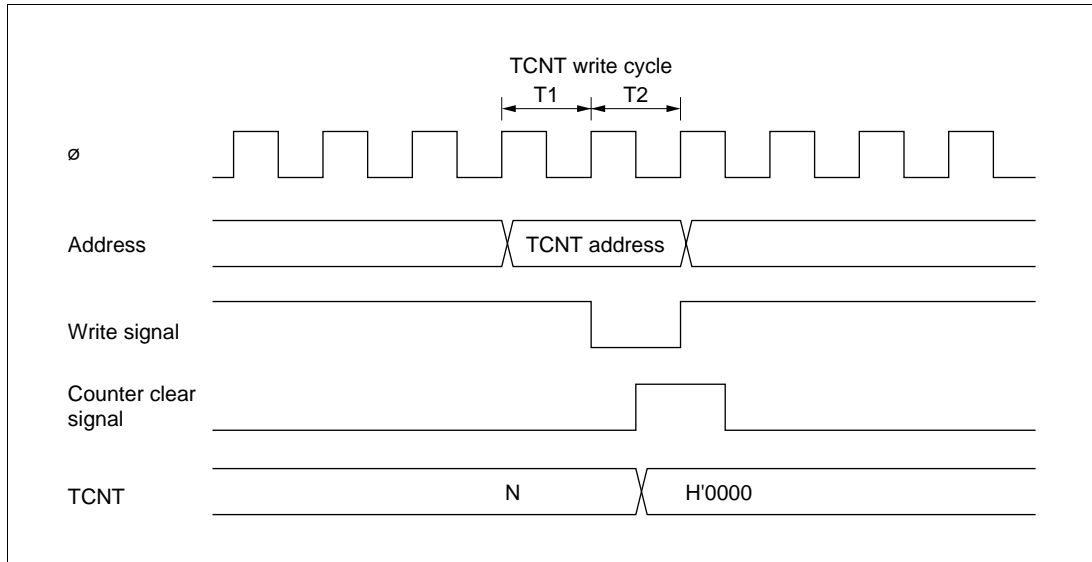 TCNT write cycle
T1 T2
ø
Address TCNT address
Write signal
Counter clear
signal
TCNT N H'0000